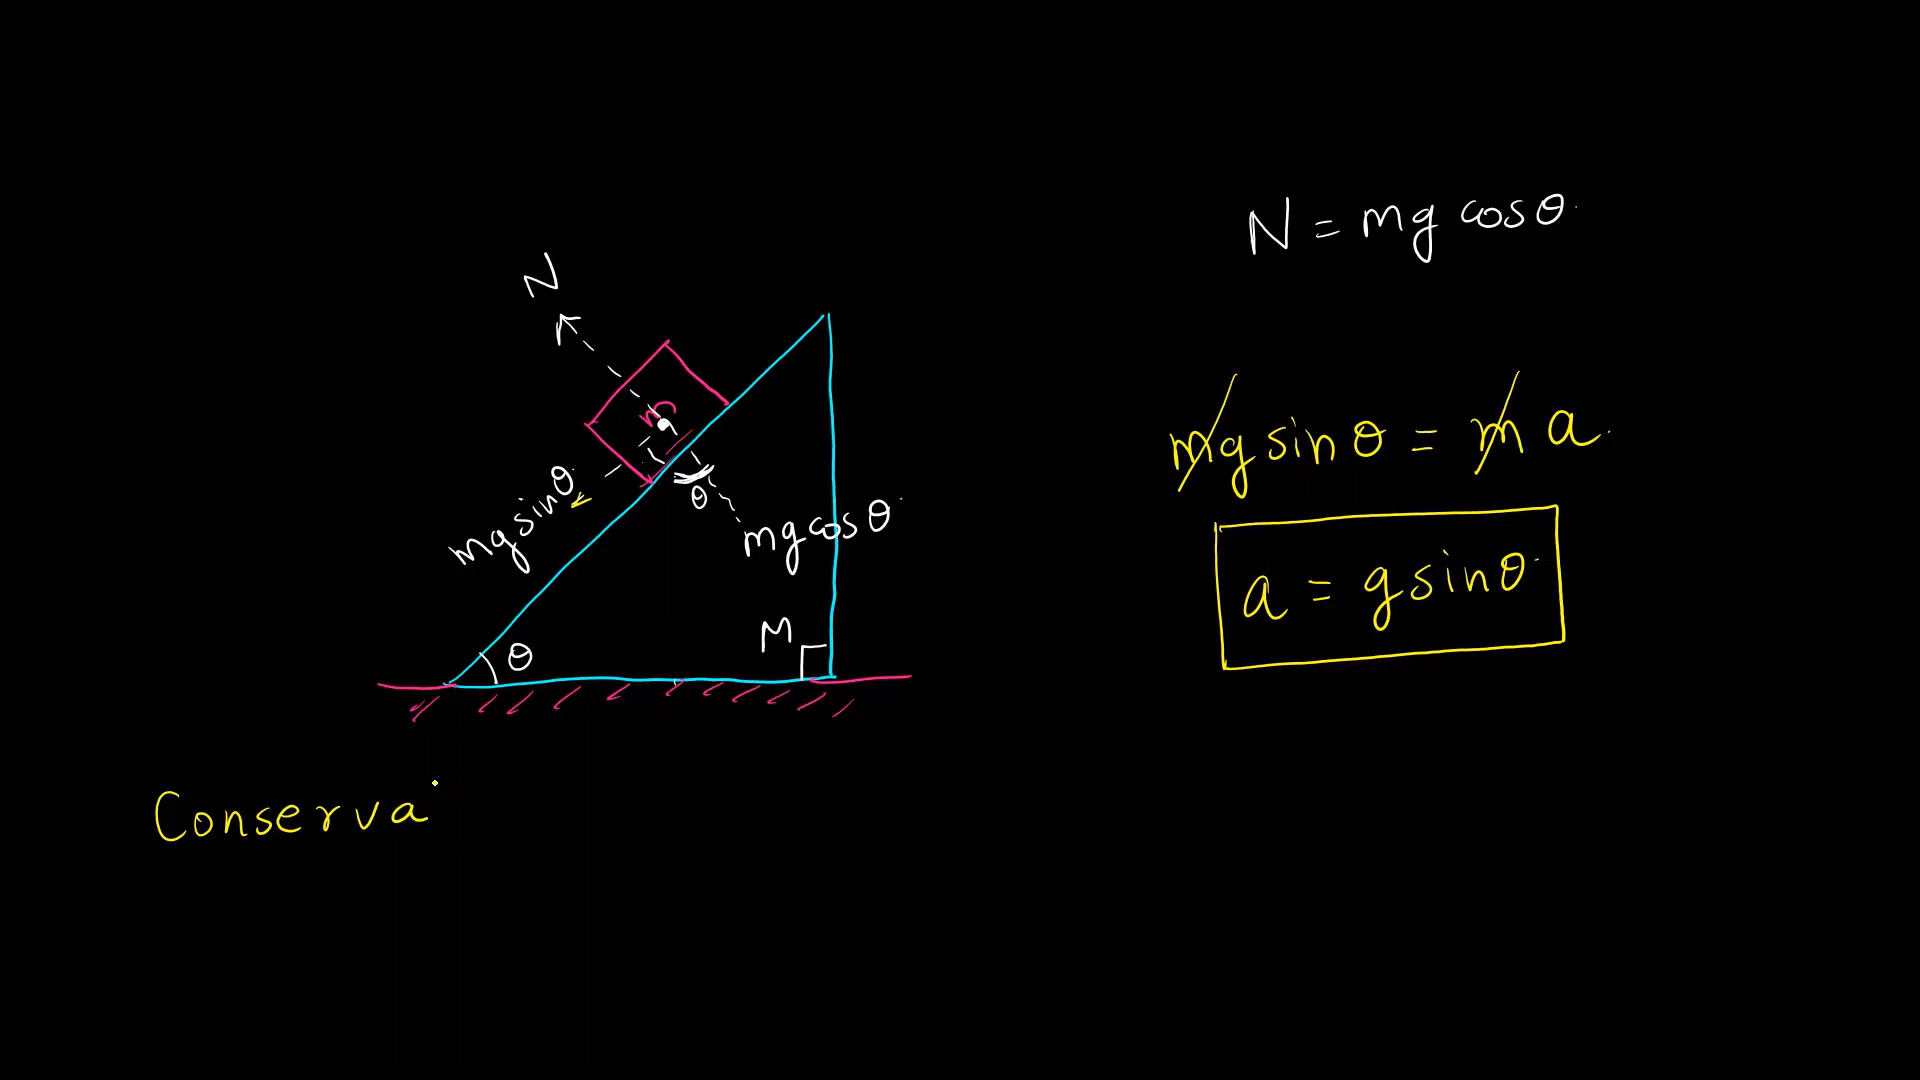 N
N = mg cosθ
m
mg sinθ = m a
mg sinθ
θ
mg cosθ
a = g sinθ
M
θ
Conserva